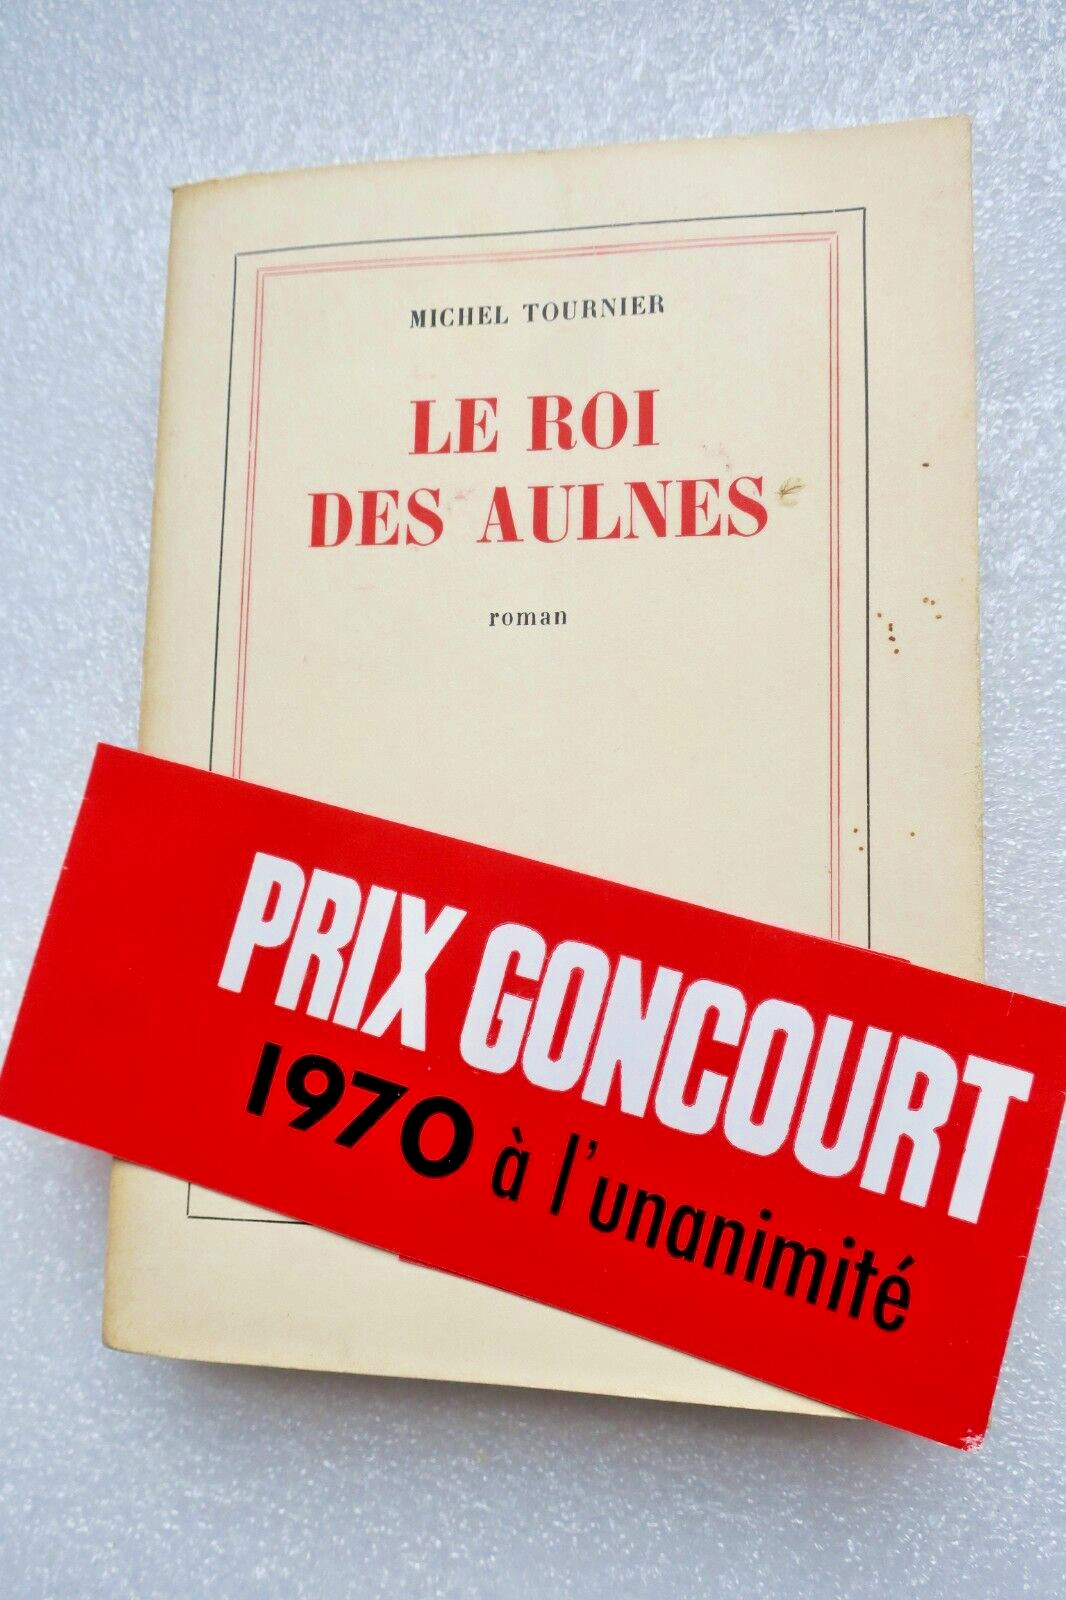 MICHEL TOURNIER
LE ROI
DES AULNES
roman
PRIX GONCOURT
1970 à l'unanimité